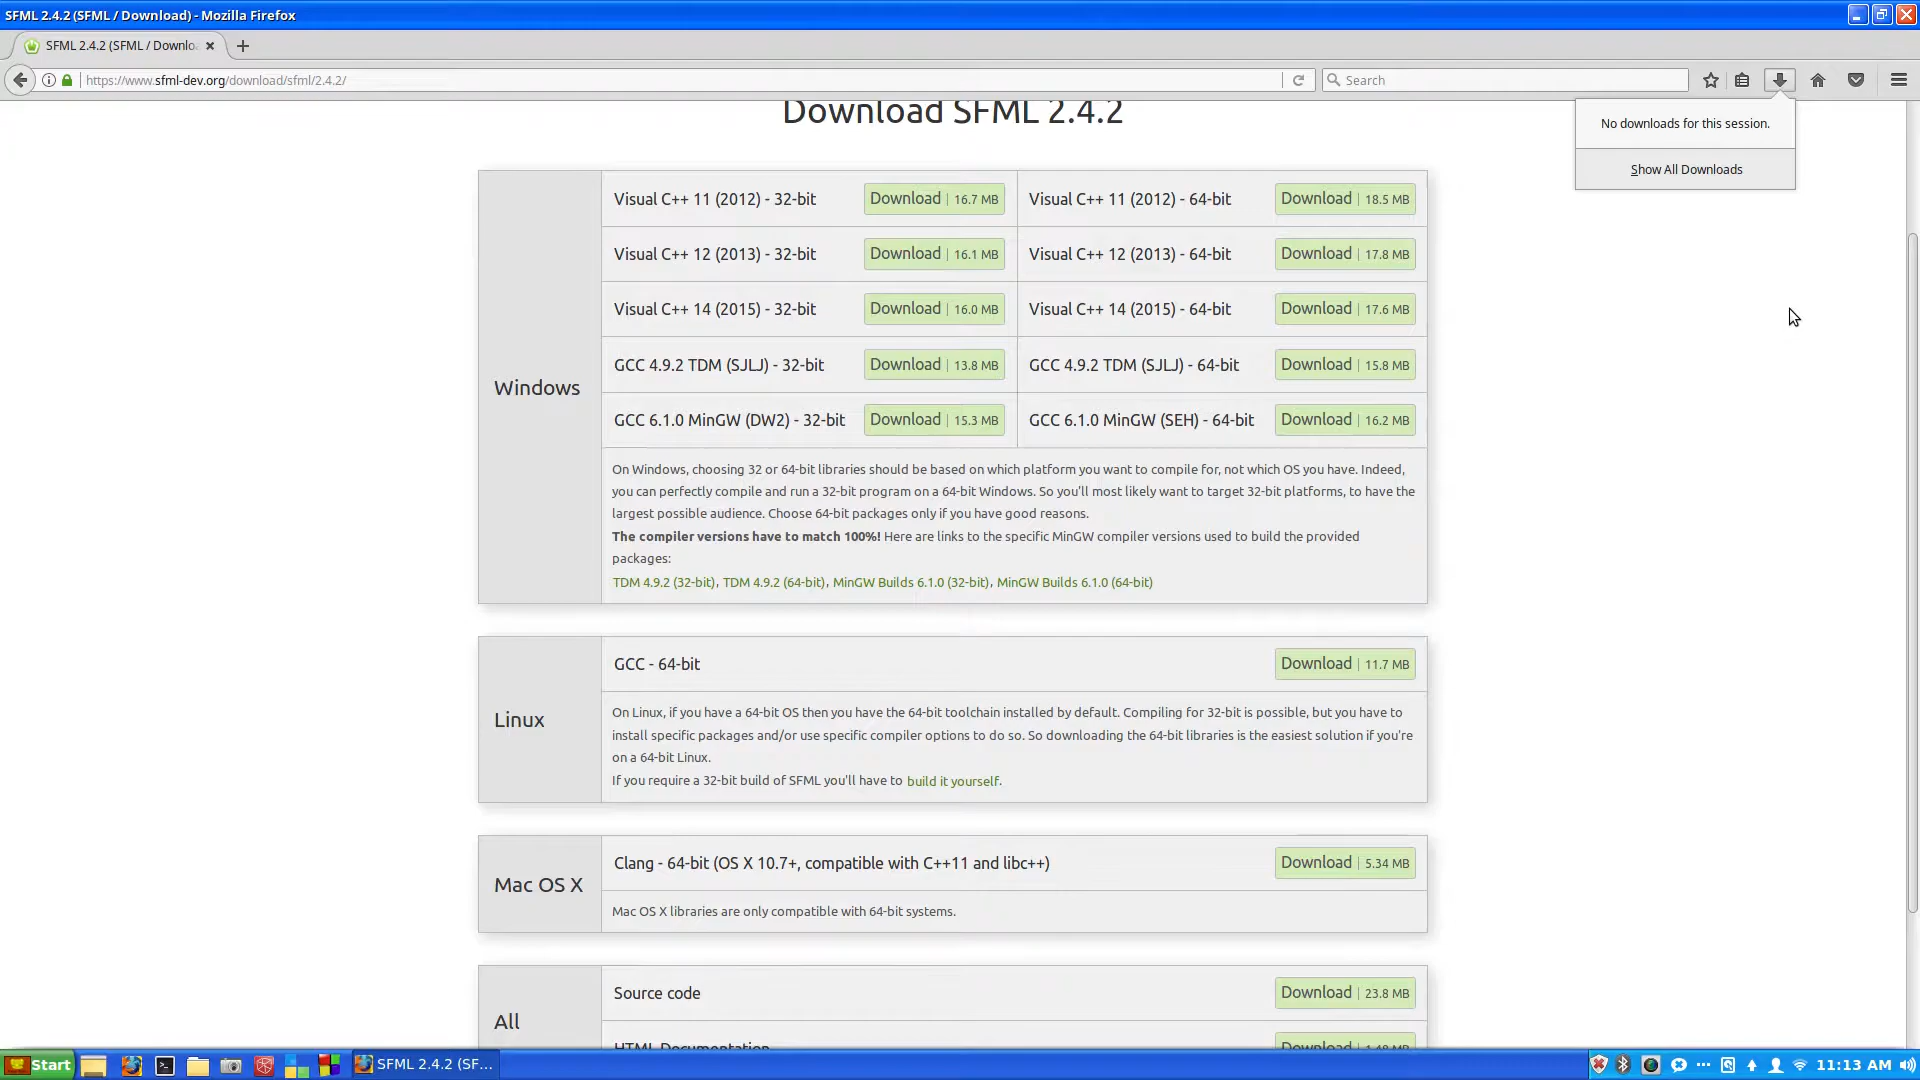 SFML 2.4.2 (SFML / Download) - Mozilla Firefox
SFML 2.4.2 (SFML / Downlo
https://www.sfml-dev.org/download/sfml/2.4.2/
Search
No downloads for this session.
Show All Downloads
Download SFML 2.4.2
Windows
Visual C++ 11 (2012) - 32-bit Download | 16.7 MB Visual C++ 11 (2012) - 64-bit Download | 18.5 MB
Visual C++ 12 (2013) - 32-bit Download | 16.1 MB Visual C++ 12 (2013) - 64-bit Download | 17.8 MB
Visual C++ 14 (2015) - 32-bit Download | 16.0 MB Visual C++ 14 (2015) - 64-bit Download | 17.6 MB
GCC 4.9.2 TDM (SJLJ) - 32-bit Download | 13.8 MB GCC 4.9.2 TDM (SJLJ) - 64-bit Download | 15.8 MB
GCC 6.1.0 MinGW (DW2) - 32-bit Download | 15.3 MB GCC 6.1.0 MinGW (SEH) - 64-bit Download | 16.2 MB
On Windows, choosing 32 or 64-bit libraries should be based on which platform you want to compile for, not which OS you have. Indeed,
you can perfectly compile and run a 32-bit program on a 64-bit Windows. So you'll most likely want to target 32-bit platforms, to have the
largest possible audience. Choose 64-bit packages only if you have good reasons.
The compiler versions have to match 100%! Here are links to the specific MinGW compiler versions used to build the provided
packages:
TDM 4.9.2 (32-bit), TDM 4.9.2 (64-bit), MinGW Builds 6.1.0 (32-bit), MinGW Builds 6.1.0 (64-bit)
Linux
GCC - 64-bit Download | 11.7 MB
On Linux, if you have a 64-bit OS then you have the 64-bit toolchain installed by default. Compiling for 32-bit is possible, but you have to
install specific packages and/or use specific compiler options to do so. So downloading the 64-bit libraries is the easiest solution if you're
on a 64-bit Linux.
If you require a 32-bit build of SFML you'll have to build it yourself.
Mac OS X
Clang - 64-bit (OS X 10.7+, compatible with C++11 and libc++) Download | 5.34 MB
Mac OS X libraries are only compatible with 64-bit systems.
All
Source code Download | 23.8 MB
HTML Documentation Download | 1.48 MB
Start
SFML 2.4.2 (SF...
11:13 AM